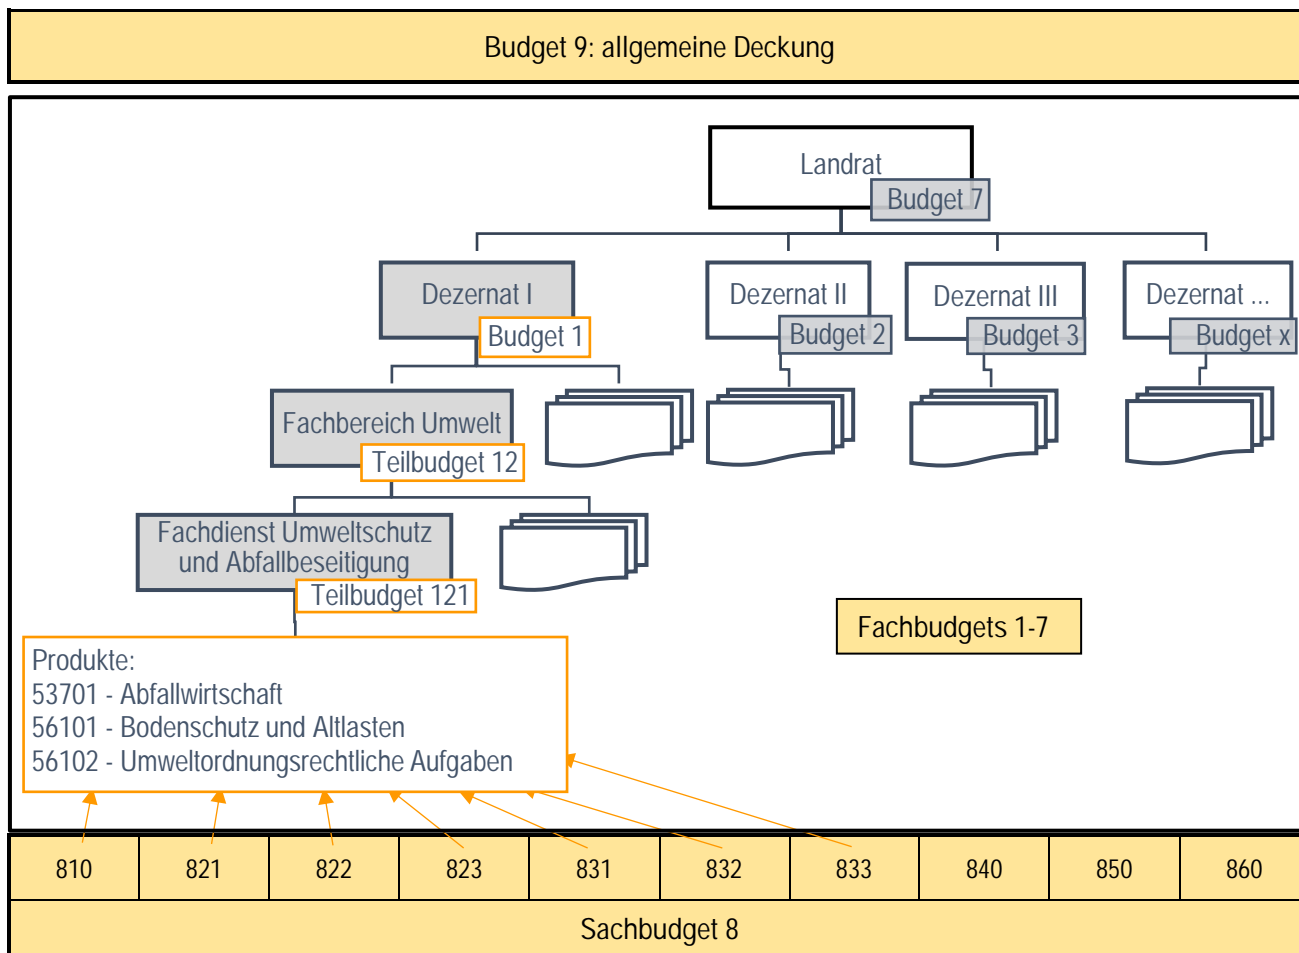 Budget 9: allgemeine Deckung
Landrat
Budget 7
Dezernat I
Budget 1
Dezernat II
Budget 2
Dezernat III
Budget 3
Dezernat ...
Budget x
Fachbereich Umwelt
Teilbudget 12
Fachdienst Umweltschutz
und Abfallbeseitigung
Teilbudget 121
Fachbudgets 1-7
Produkte:
53701 - Abfallwirtschaft
56101 - Bodenschutz und Altlasten
56102 - Umweltordnungsrechtliche Aufgaben
810 821 822 823 831 832 833 840 850 860
Sachbudget 8